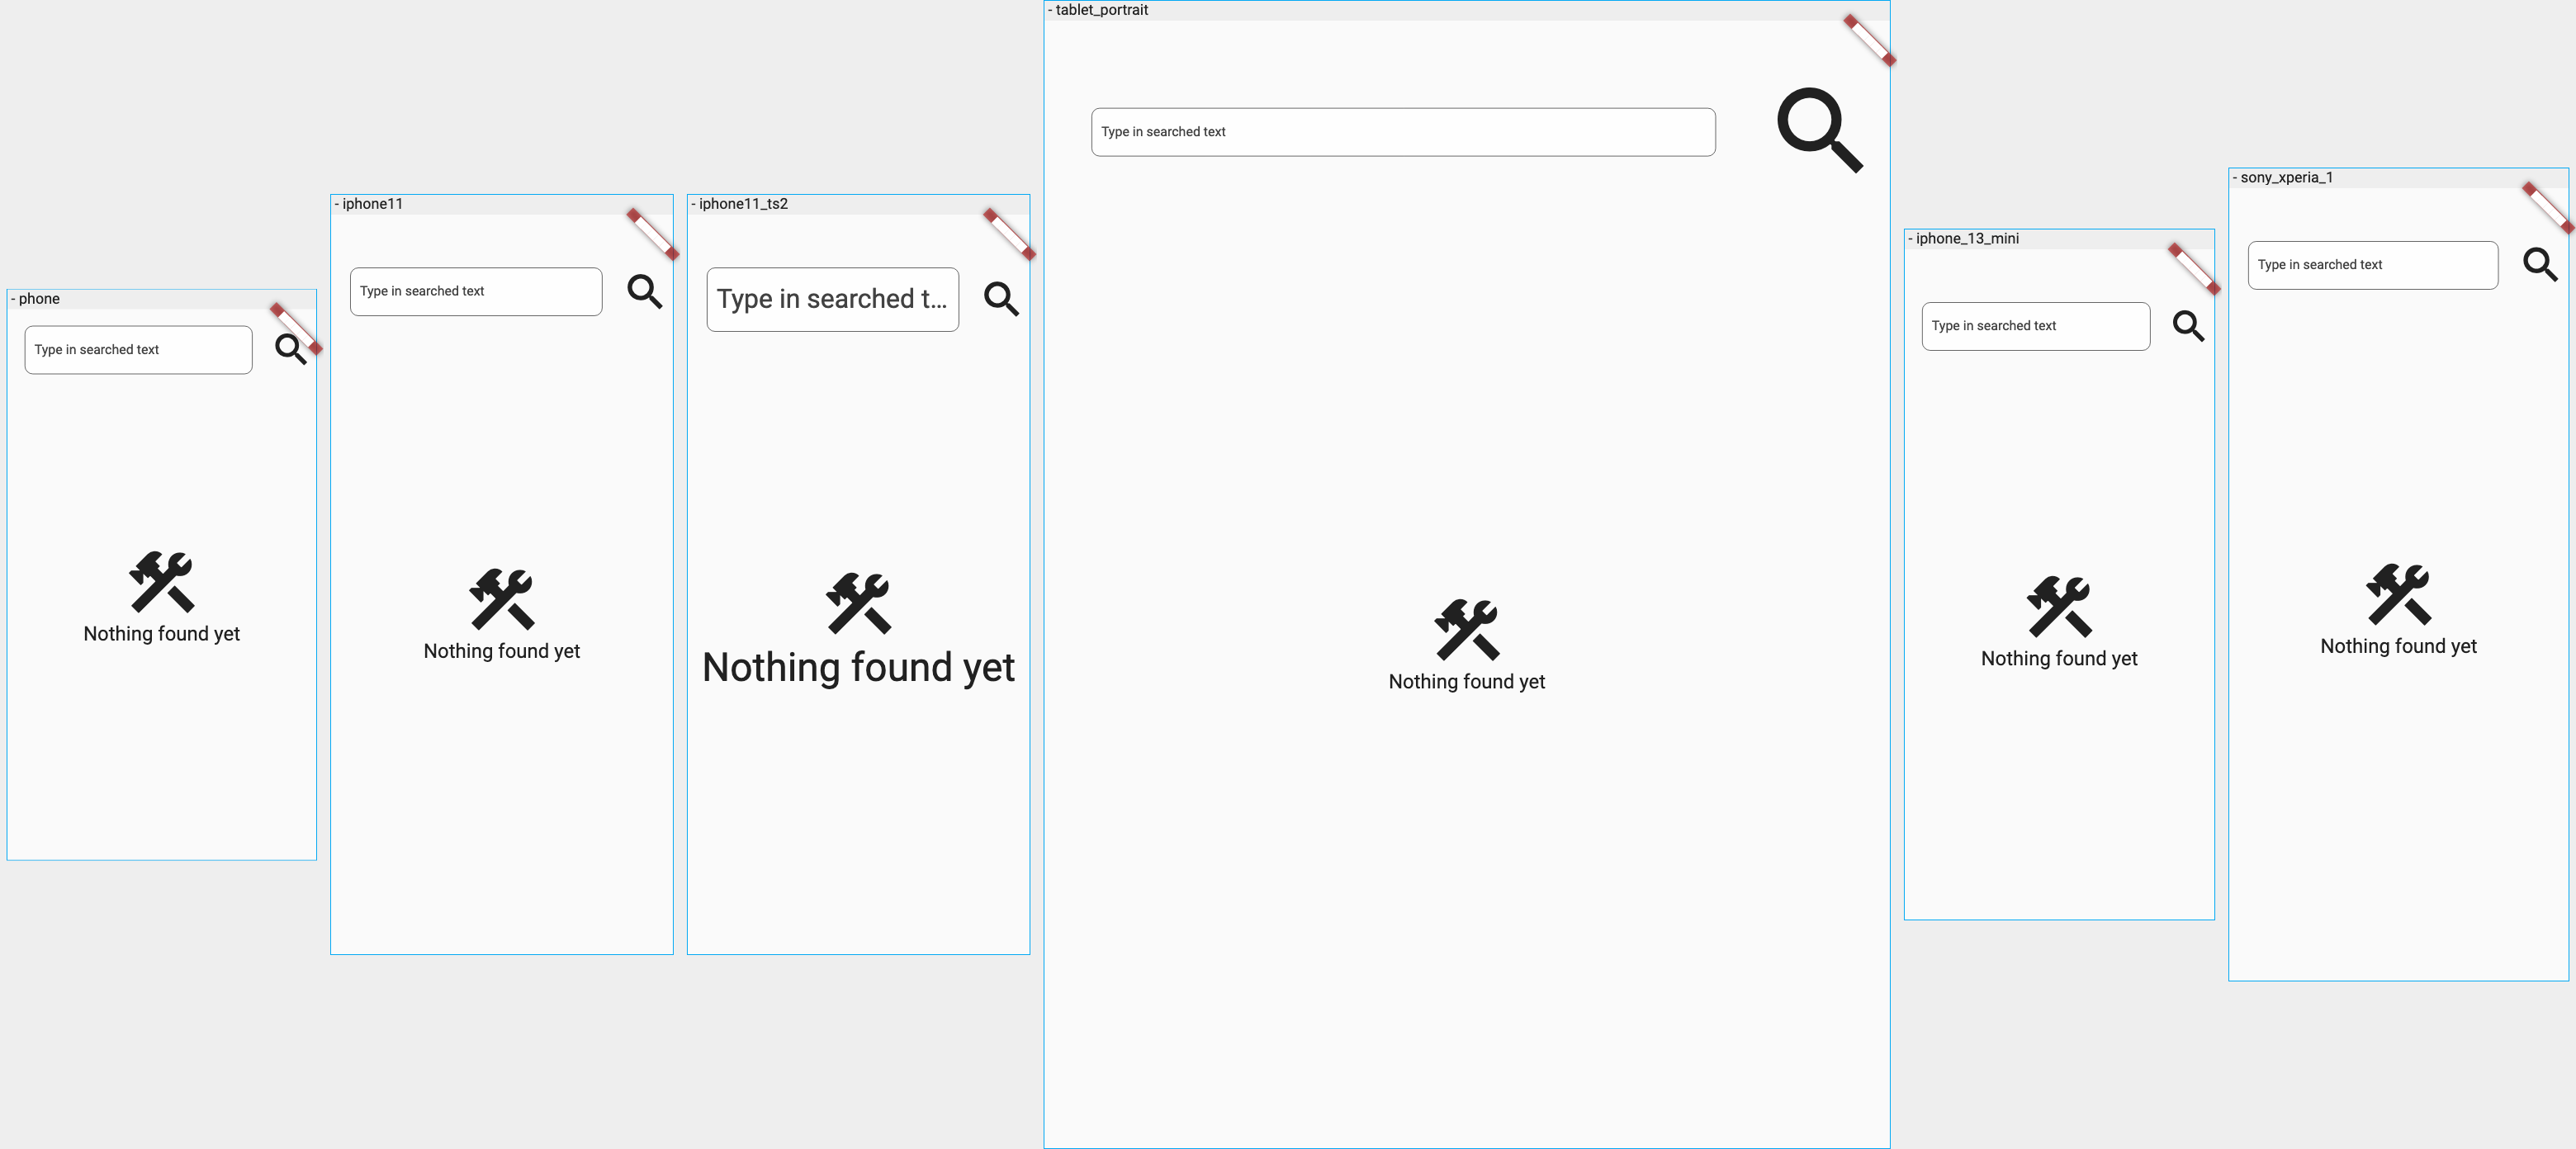 - phone
Type in searched text
Nothing found yet
- iphone11
Type in searched text
Nothing found yet
- iphone11_ts2
Type in searched t...
Nothing found yet
- tablet_portrait
Type in searched text
Nothing found yet
- iphone_13_mini
Type in searched text
Nothing found yet
- sony_xperia_1
Type in searched text
Nothing found yet